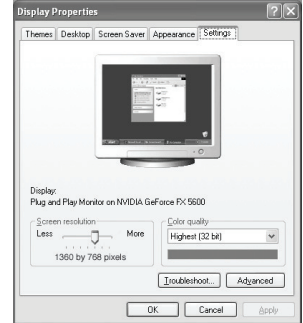 Display Properties
Themes Desktop Screen Saver Appearance Settings
Display:
Plug and Play Monitor on NVIDIA GeForce FX 5600
Screen resolution
Less More
1360 by 768 pixels
Color quality
Highest (32 bit)
Troubleshoot... Advanced
OK Cancel Apply